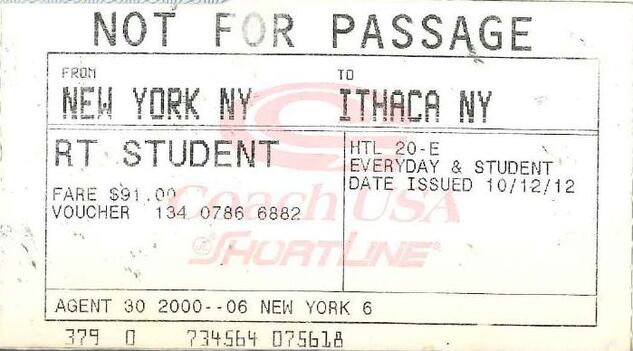 NOT FOR PASSAGE
FROM
NEW YORK NY
TO
ITHACA NY
RT STUDENT
FARE $91.00
VOUCHER 134 0786 6882
HTL 20-E
EVERYDAY & STUDENT
DATE ISSUED 10/12/12
Coach USA
SHORTLINE®
AGENT 30 2000--06 NEW YORK 6
379 0 734564 075618